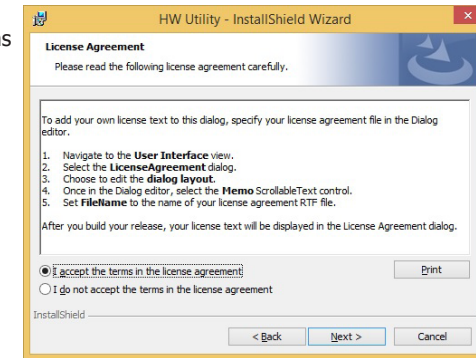 HW Utility - InstallShield Wizard
License Agreement
Please read the following license agreement carefully.
To add your own license text to this dialog, specify your license agreement file in the Dialog
editor.
1. Navigate to the User Interface view.
2. Select the LicenseAgreement dialog.
3. Choose to edit the dialog layout.
4. Once in the Dialog editor, select the Memo ScrollableText control.
5. Set FileName to the name of your license agreement RTF file.
After you build your release, your license text will be displayed in the License Agreement dialog.
I accept the terms in the license agreement
Print
I do not accept the terms in the license agreement
InstallShield
< Back Next > Cancel